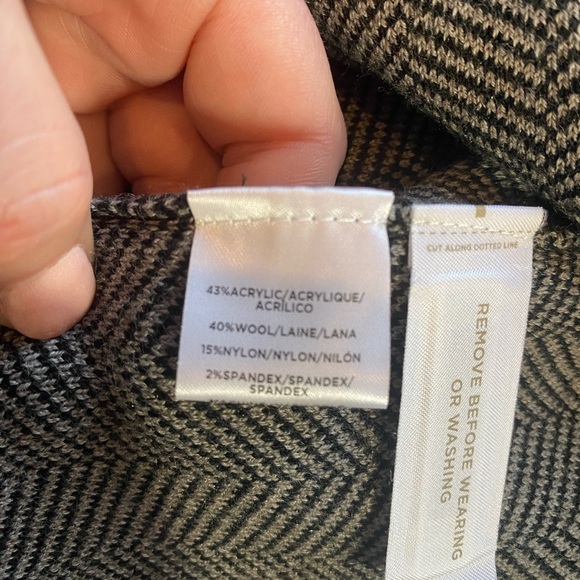 43%ACRYLIC/ACRYLIQUE/
ACRÍLICO
40%WOOL/LAINE/LANA
15%NYLON/NYLON/NILÓN
2%SPANDEX/SPANDEX/
SPANDEX
CUT ALONG DOTTED LINE
REMOVE BEFORE WEARING
OR WASHING